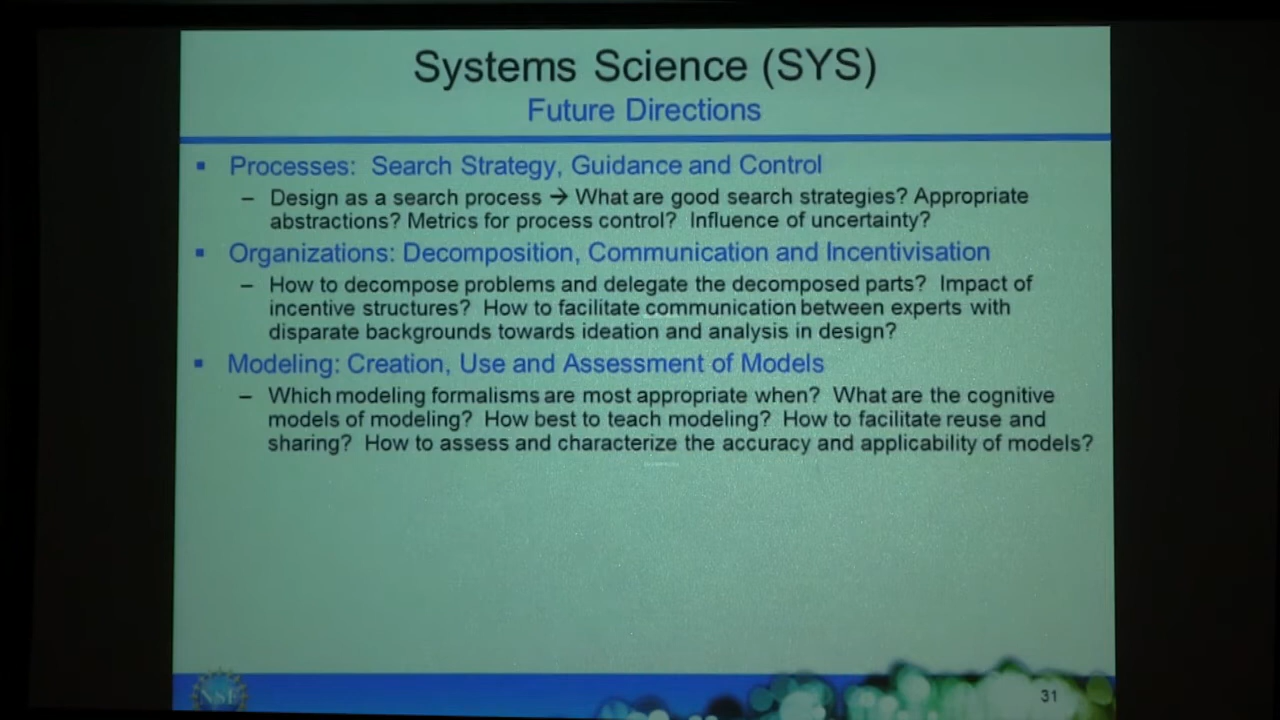 Systems Science (SYS)
Future Directions
▪ Processes: Search Strategy, Guidance and Control
– Design as a search process → What are good search strategies? Appropriate
abstractions? Metrics for process control? Influence of uncertainty?
▪ Organizations: Decomposition, Communication and Incentivisation
– How to decompose problems and delegate the decomposed parts? Impact of
incentive structures? How to facilitate communication between experts with
disparate backgrounds towards ideation and analysis in design?
▪ Modeling: Creation, Use and Assessment of Models
– Which modeling formalisms are most appropriate when? What are the cognitive
models of modeling? How best to teach modeling? How to facilitate reuse and
sharing? How to assess and characterize the accuracy and applicability of models?
NSF
31